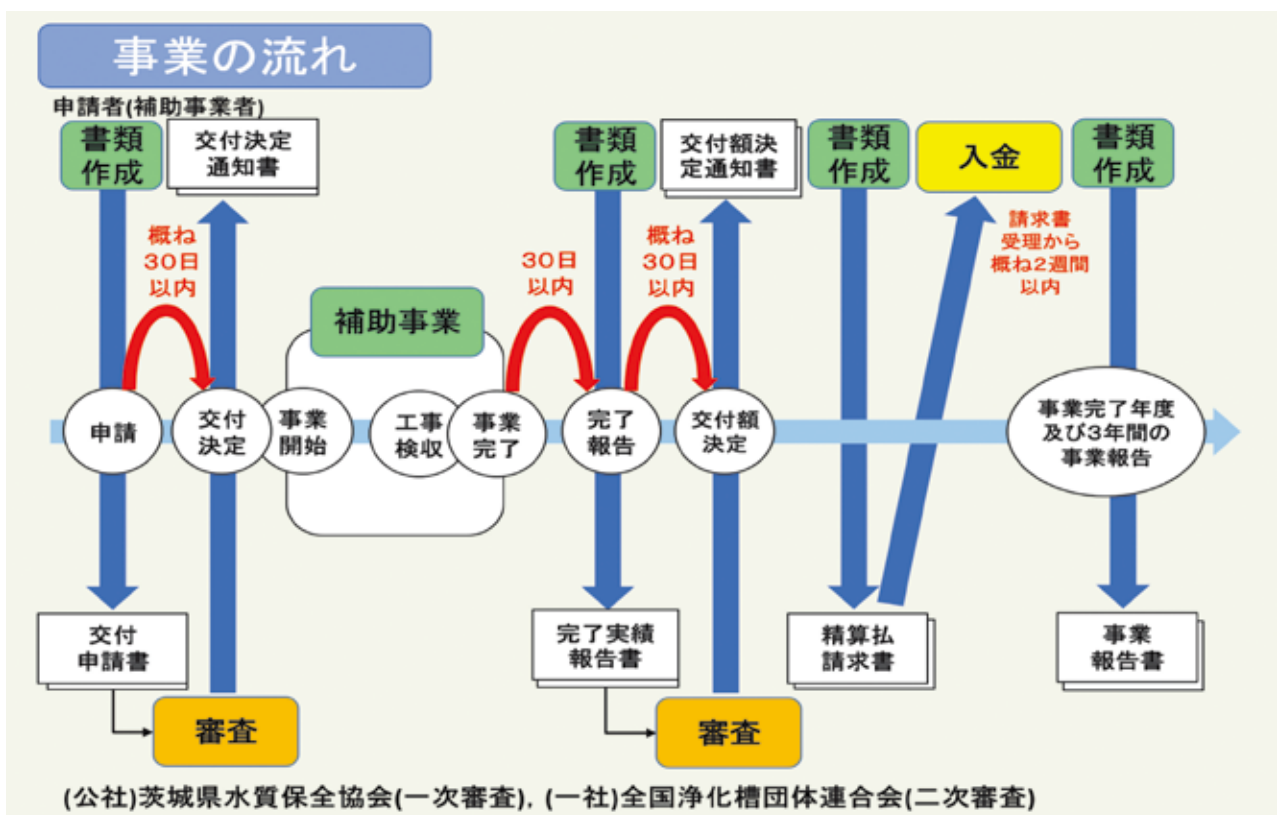 事業の流れ
申請者(補助事業者)
書類
作成
交付決定
通知書
書類
作成
交付額決
定通知書
書類
作成
入金
書類
作成
概ね
30日
以内
30日
以内
概ね
30日
以内
請求書
受理から
概ね2週間
以内
補助事業
申請
交付
決定
事業
開始
工事
検収
事業
完了
完了
報告
交付額
決定
事業完了年度
及び3年間の
事業報告
交付
申請書
完了実績
報告書
精算払
請求書
事業
報告書
審査
審査
(公社)茨城県水質保全協会(一次審査), (一社)全国浄化槽団体連合会(二次審査)